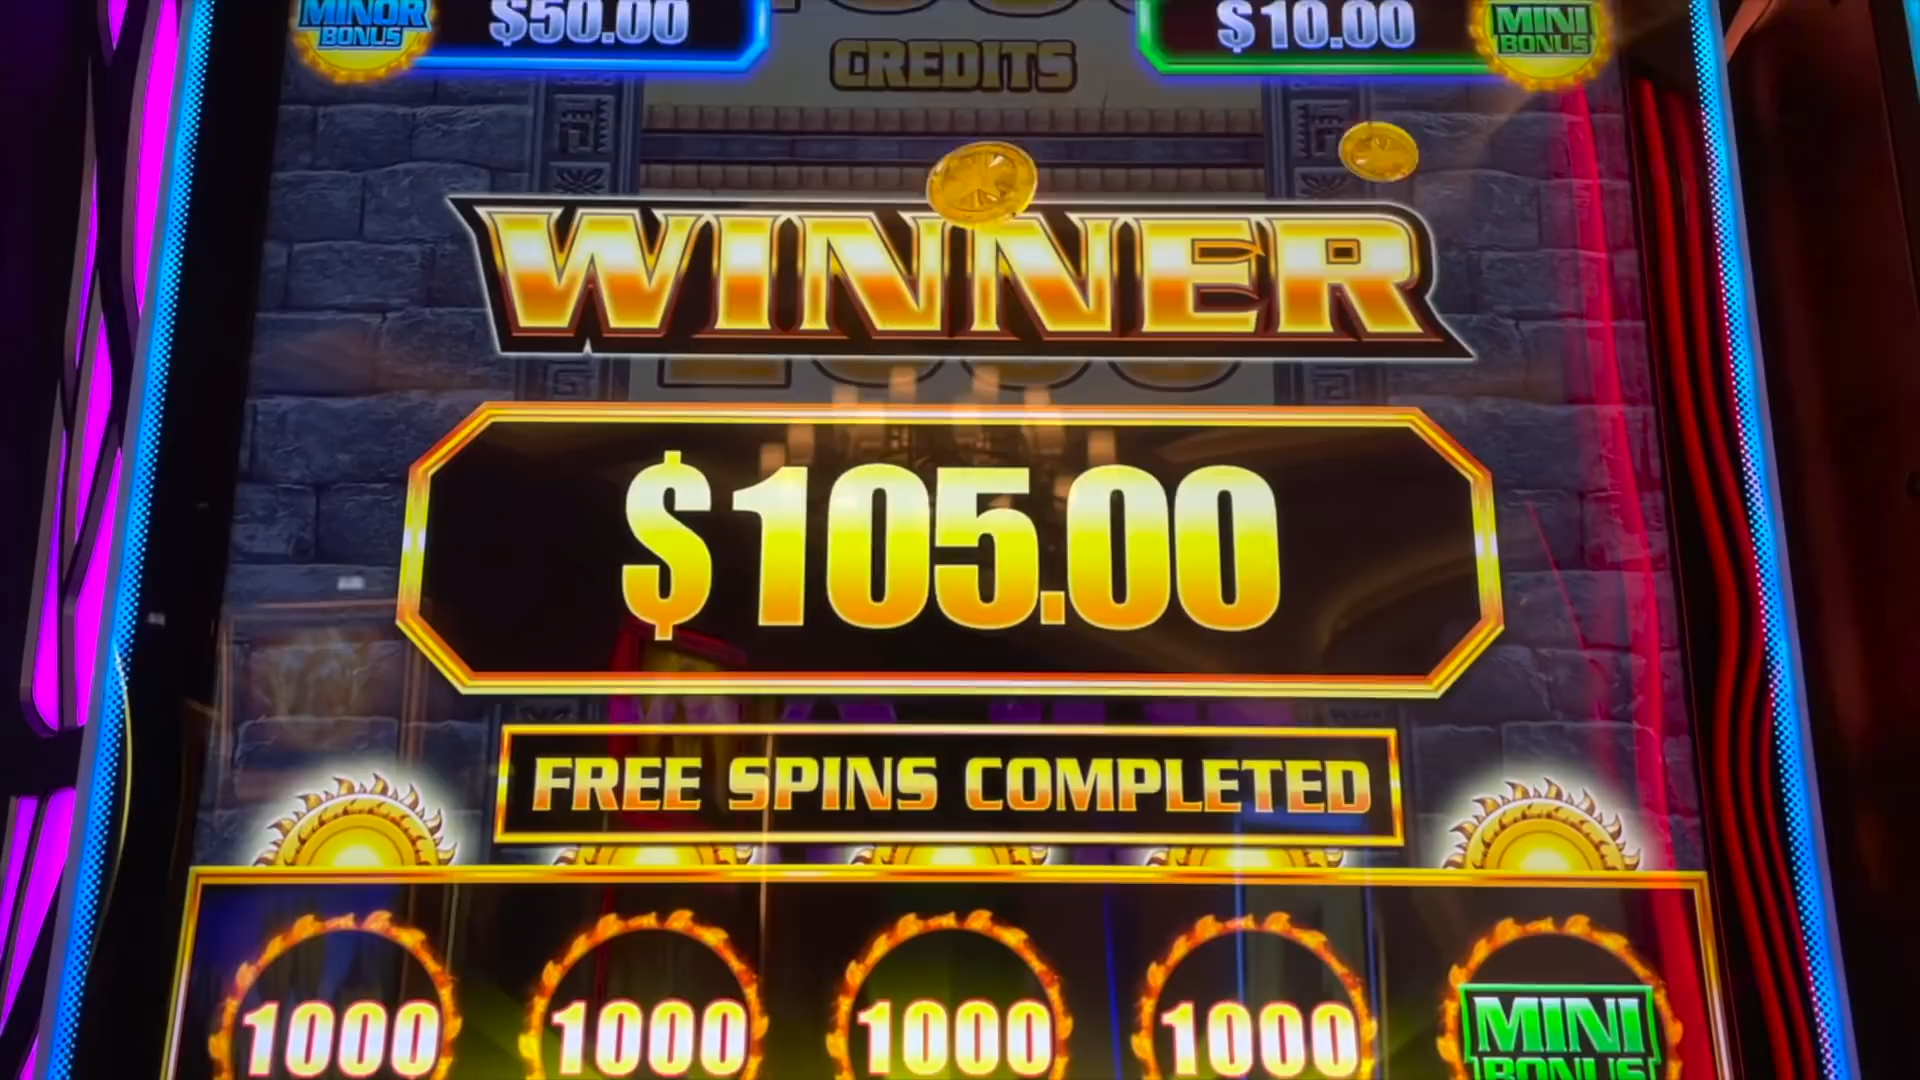 MINOR
BONUS
$50.00
$10.00
MINI
BONUS
CREDITS
WINNER
$105.00
FREE SPINS COMPLETED
1000
1000
1000
1000
MINI
BONUS